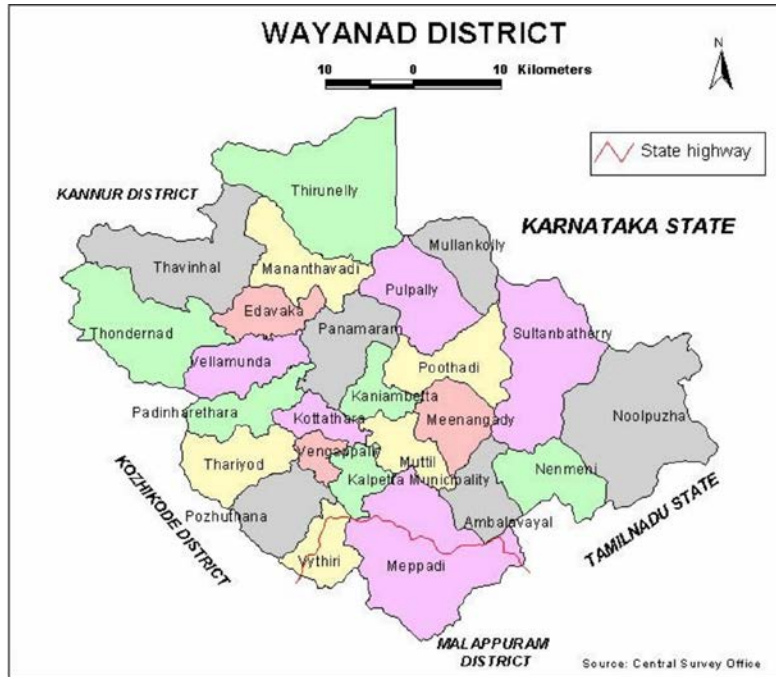 WAYANAD DISTRICT
10 0 10 Kilometers
N
State highway
KANNUR DISTRICT
Thirunelly
KARNATAKA STATE
Mullankolly
Thavinhal
Mananthavadi
Pulpally
Edavaka
Panamaram
Sultanbatherry
Thondernad
Vellamunda
Poothadi
Kaniambetta
Padinharethara
Kottathara
Meenangady
Noolpuzha
Vengappally
Muttil
Thariyod
Nenmeni
Kalpetta Municipality
KOZHIKODE DISTRICT
Pozhuthana
Ambalavayal
TAMILNADU STATE
Vythiri
Meppadi
MALAPPURAM
DISTRICT
Source: Central Survey Office